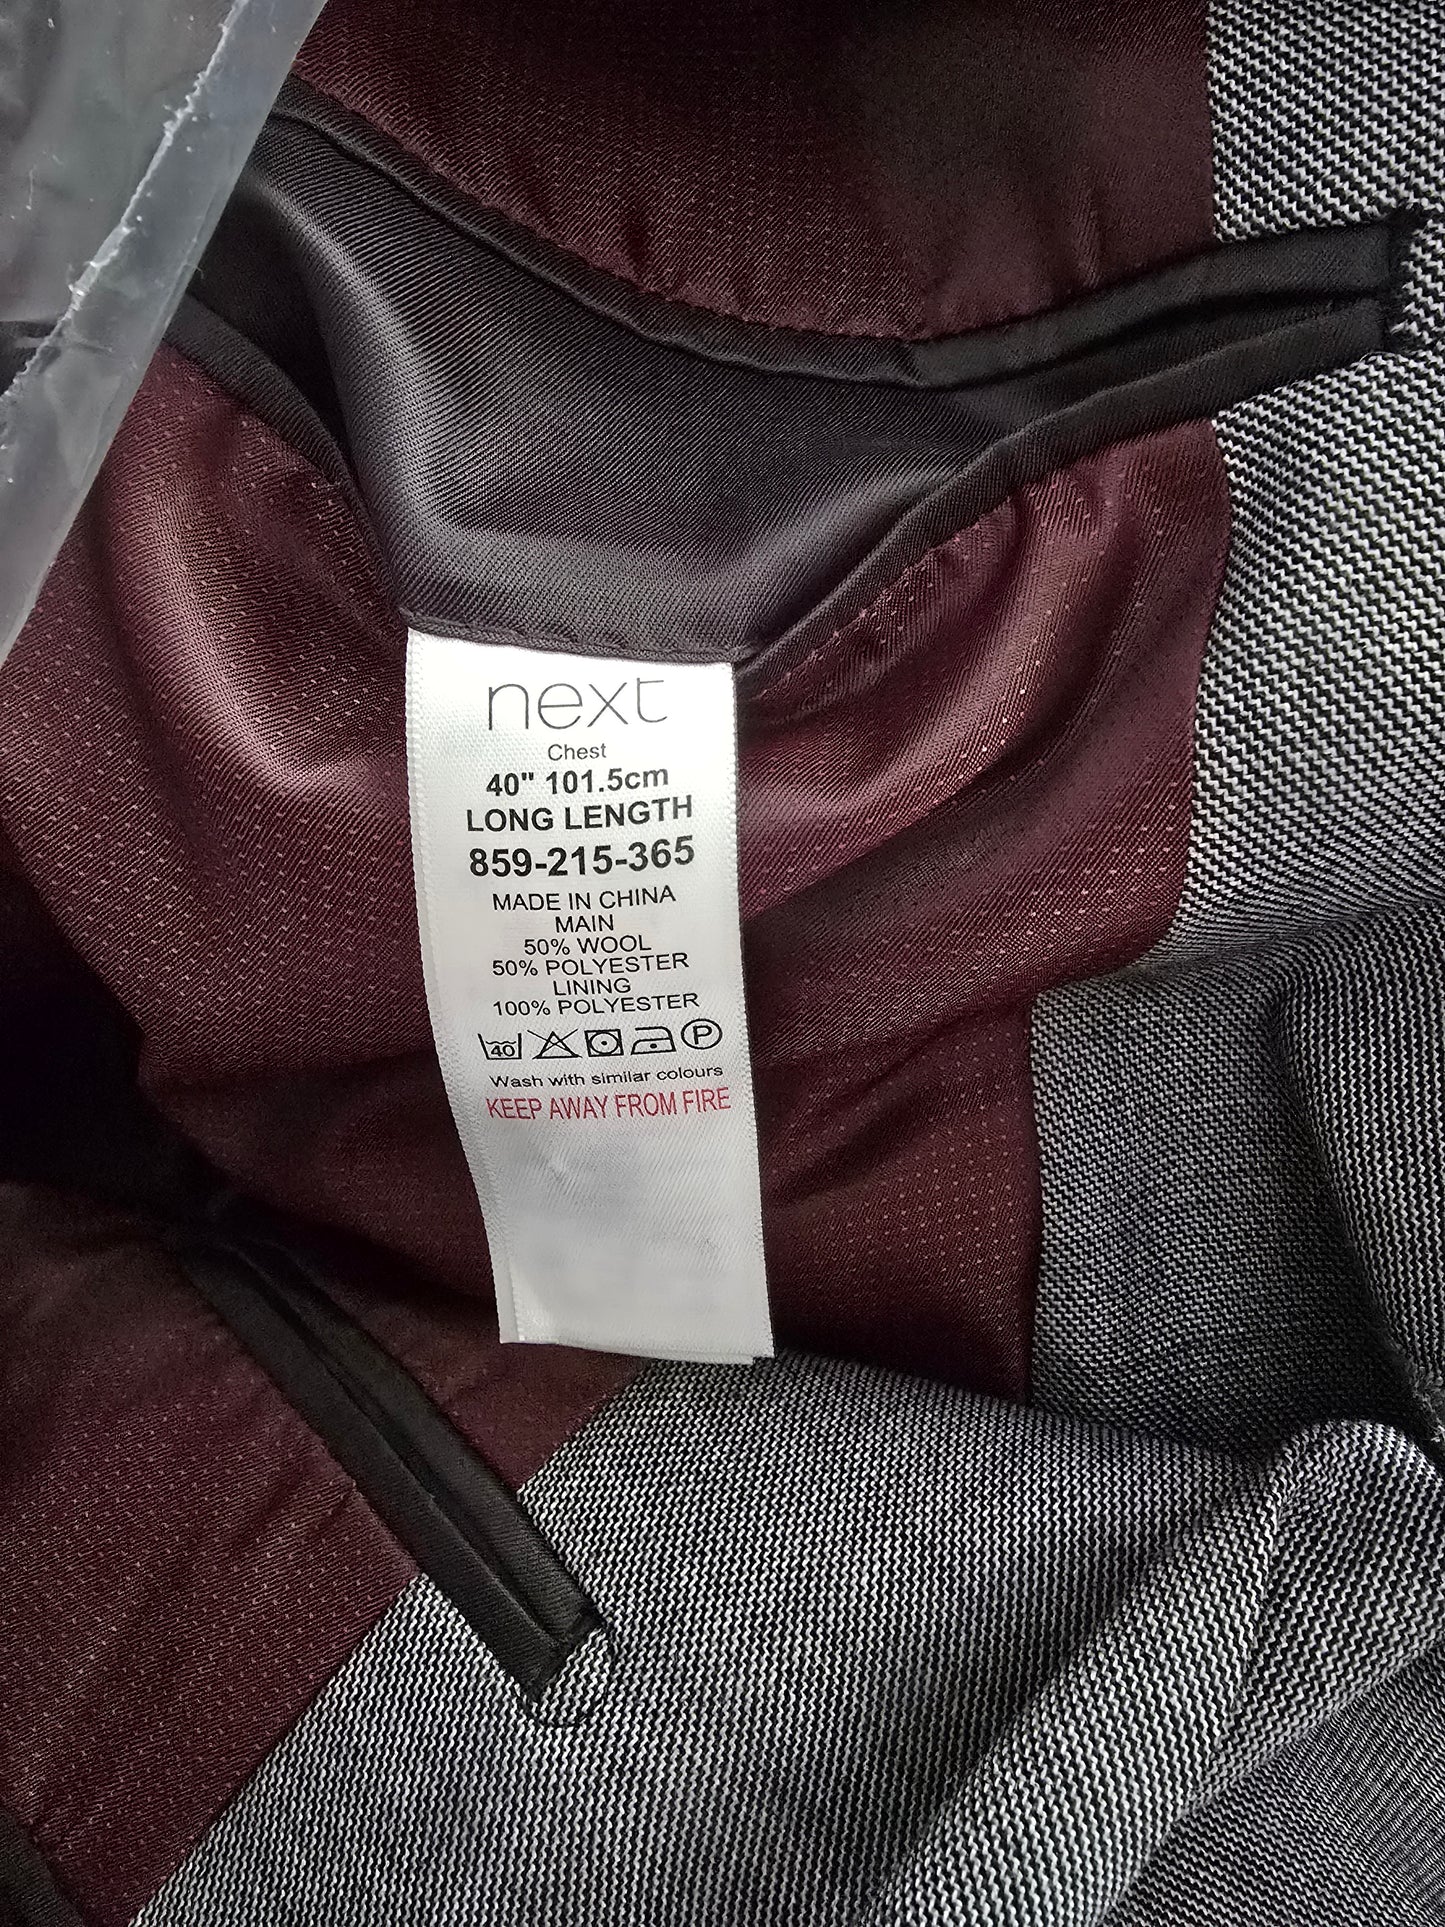 next
Chest
40" 101.5cm
LONG LENGTH
859-215-365
MADE IN CHINA
MAIN
50% WOOL
50% POLYESTER
LINING
100% POLYESTER
40 P
Wash with similar colours
KEEP AWAY FROM FIRE